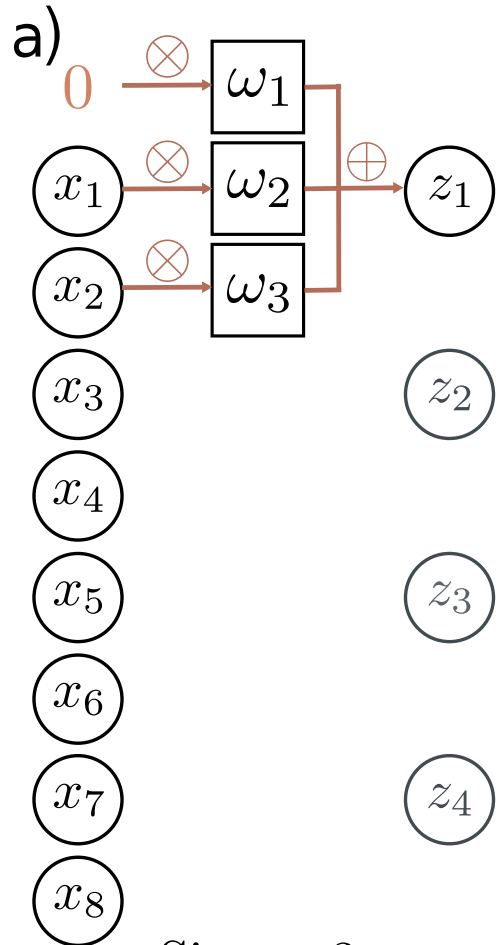 a)
0 ⊗ ω₁
x₁ ⊗ ω₂ ⊕ z₁
x₂ ⊗ ω₃
x₃ z₂
x₄
x₅ z₃
x₆
x₇ z₄
x₈